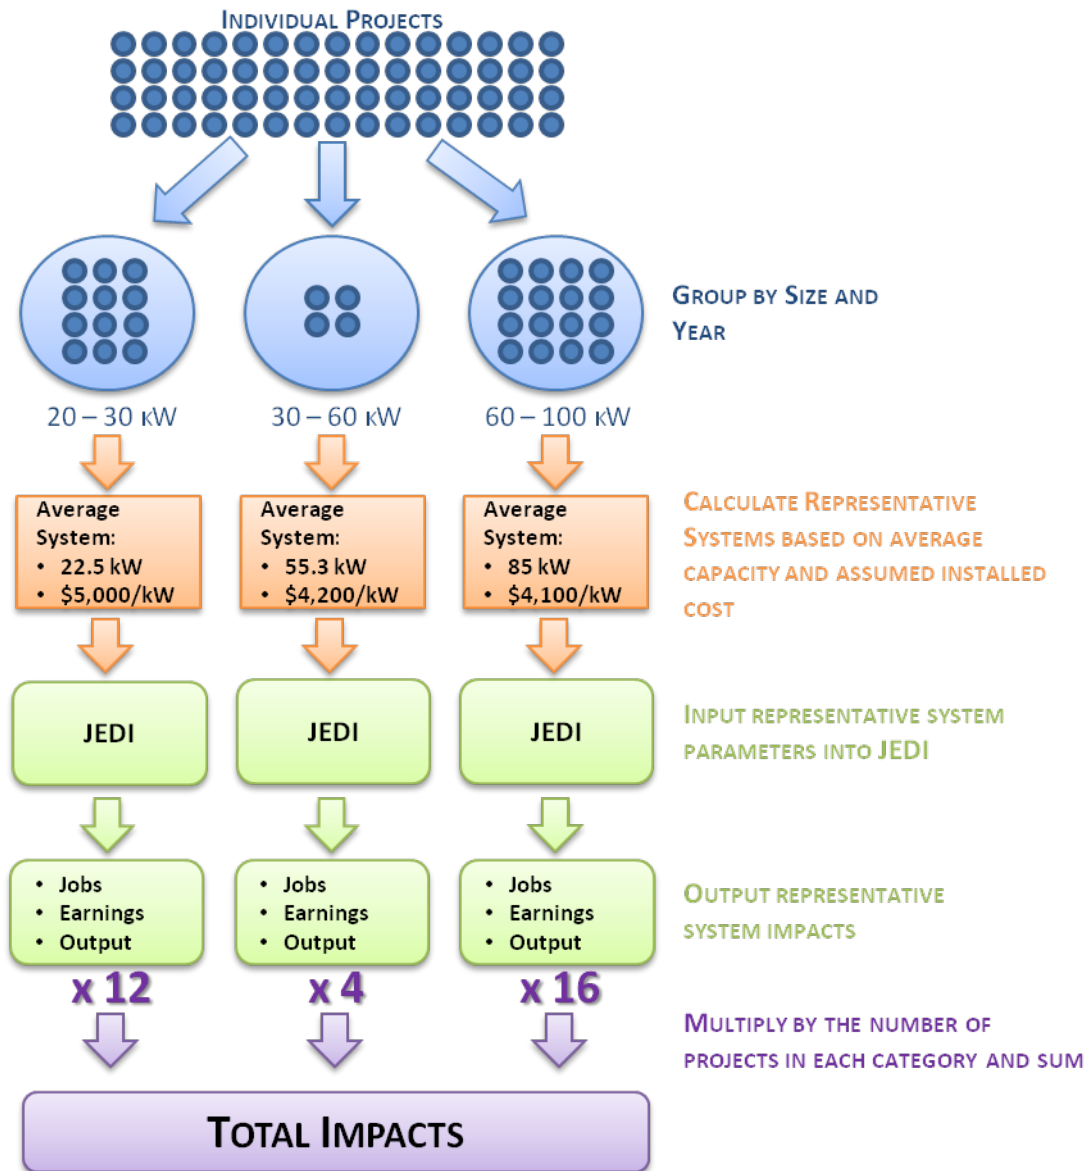 INDIVIDUAL PROJECTS
GROUP BY SIZE AND
YEAR
20 – 30 KW
30 – 60 KW
60 – 100 KW
Average
System:
• 22.5 kW
• $5,000/kW
Average
System:
• 55.3 kW
• $4,200/kW
Average
System:
• 85 kW
• $4,100/kW
CALCULATE REPRESENTATIVE
SYSTEMS BASED ON AVERAGE
CAPACITY AND ASSUMED INSTALLED
COST
JEDI
JEDI
JEDI
INPUT REPRESENTATIVE SYSTEM
PARAMETERS INTO JEDI
• Jobs
• Earnings
• Output
• Jobs
• Earnings
• Output
• Jobs
• Earnings
• Output
OUTPUT REPRESENTATIVE
SYSTEM IMPACTS
x 12
x 4
x 16
MULTIPLY BY THE NUMBER OF
PROJECTS IN EACH CATEGORY AND SUM
TOTAL IMPACTS